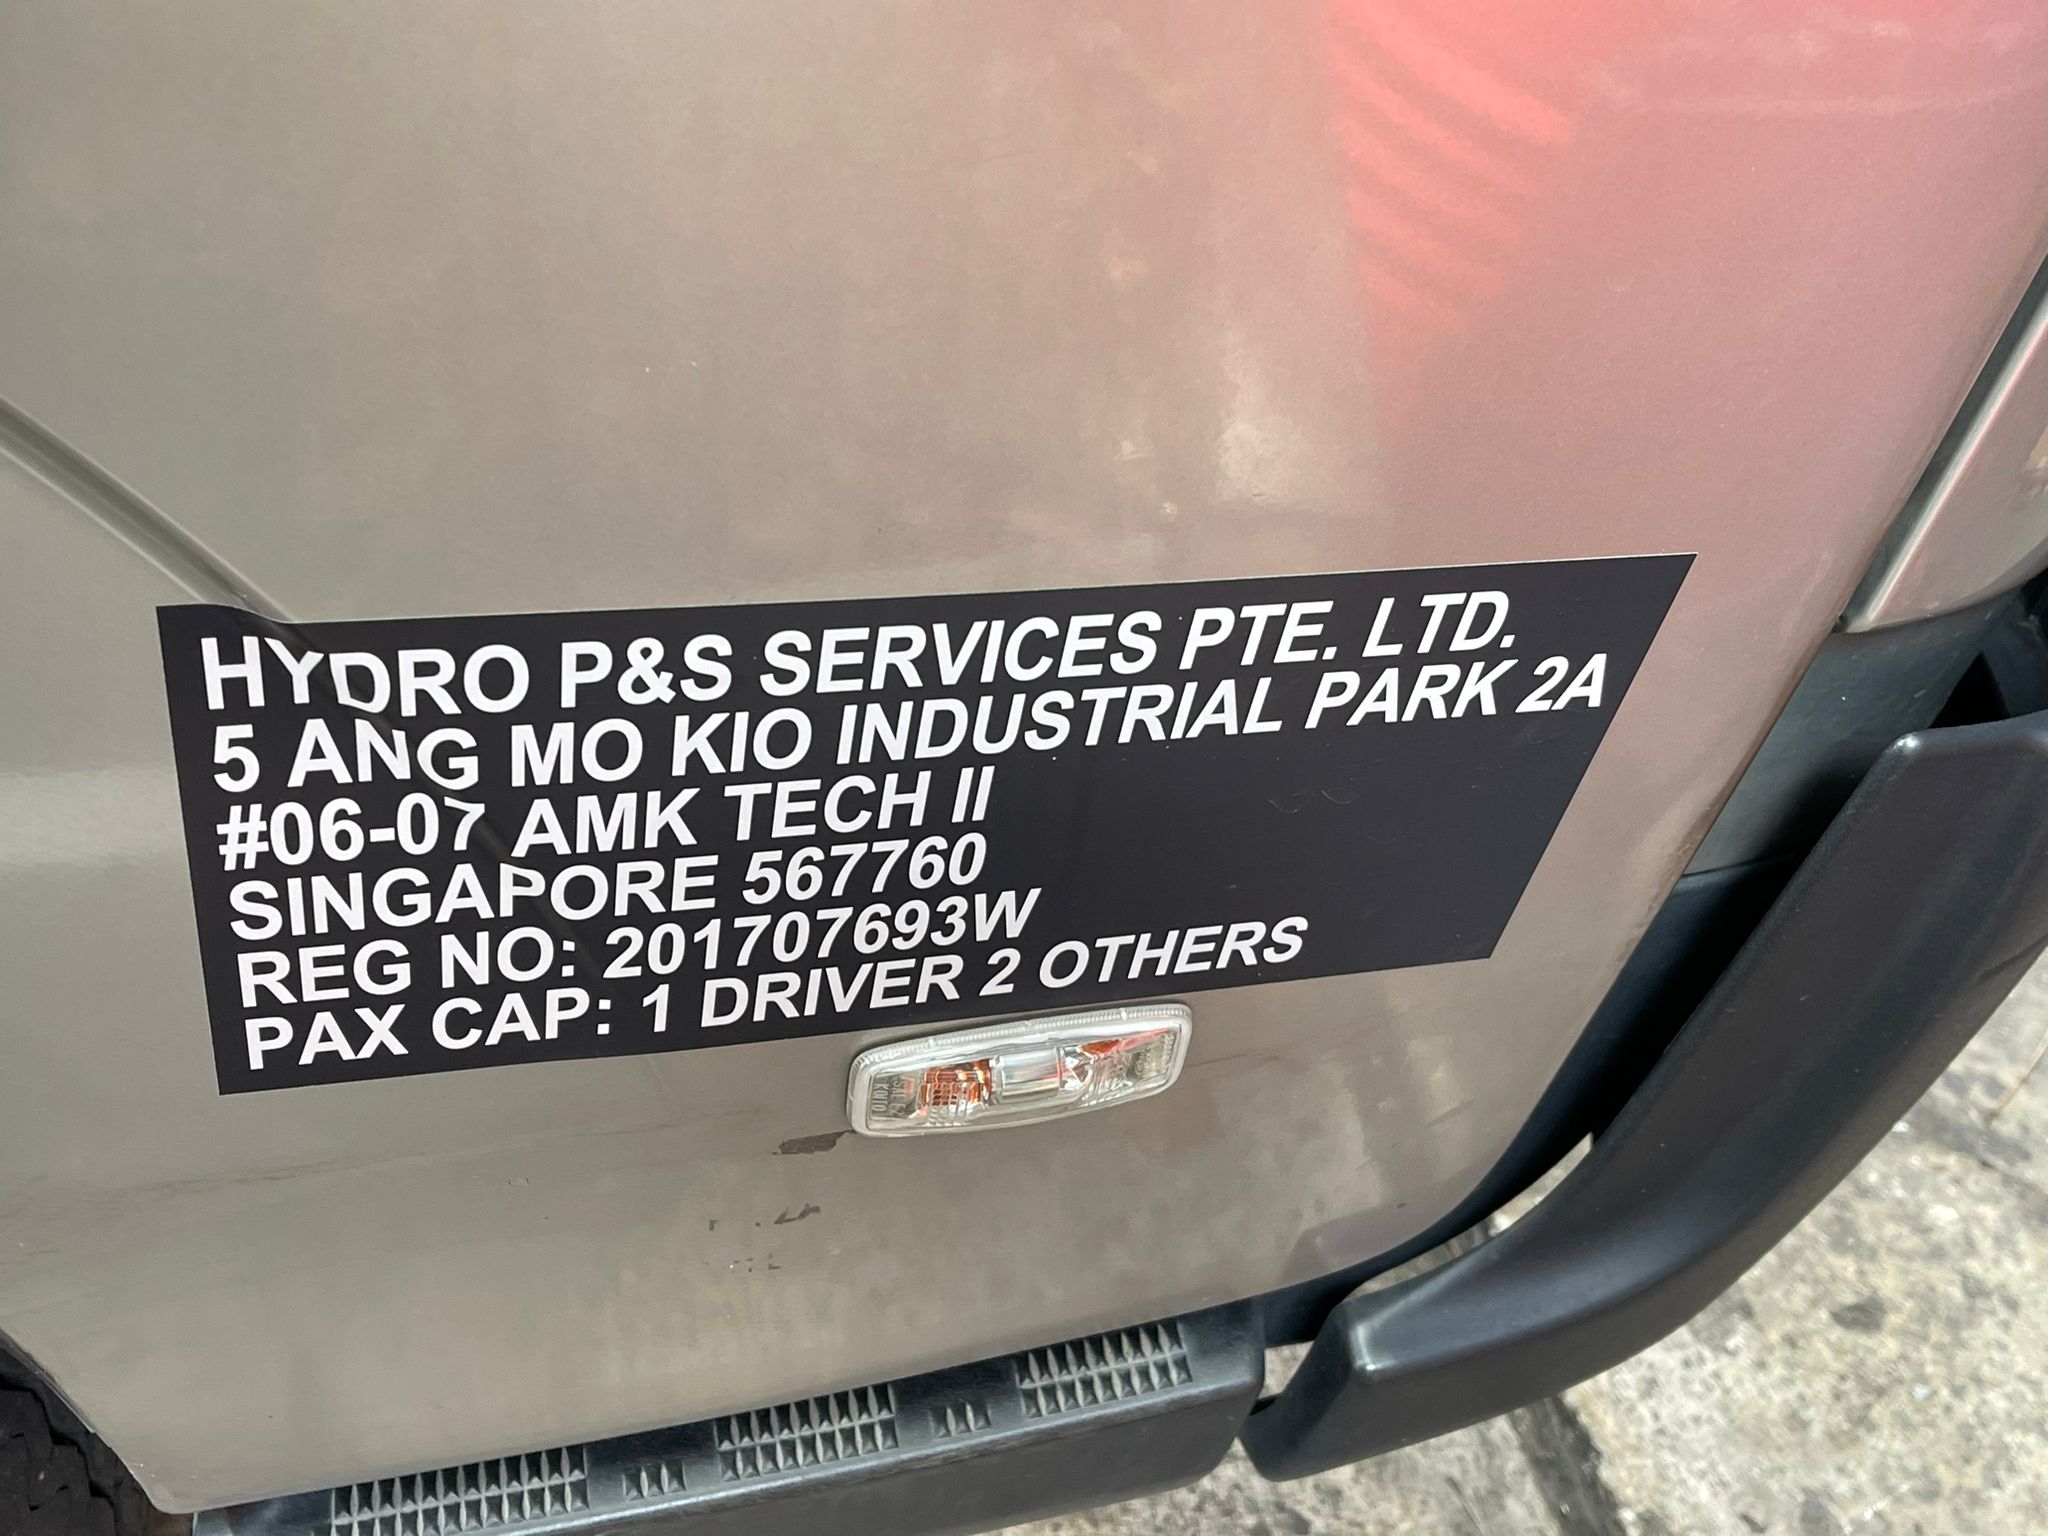 HYDRO P&S SERVICES PTE. LTD.
5 ANG MO KIO INDUSTRIAL PARK 2A
#06-07 AMK TECH II
SINGAPORE 567760
REG NO: 201707693W
PAX CAP: 1 DRIVER 2 OTHERS